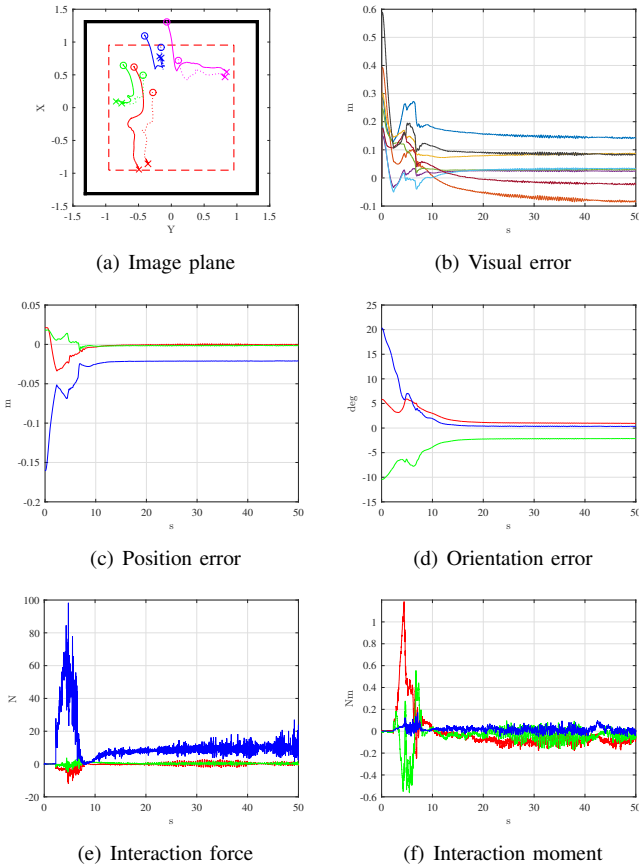 1.5
1
0.5
0
-0.5
-1
-1.5
X
-1.5 -1 -0.5 0 0.5 1 1.5
Y
(a) Image plane
0.6
0.5
0.4
0.3
0.2
0.1
0
-0.1
m
0 10 20 30 40 50
s
(b) Visual error
0.05
0
-0.05
-0.1
-0.15
-0.2
m
0 10 20 30 40 50
s
(c) Position error
25
20
15
10
5
0
-5
-10
-15
deg
0 10 20 30 40 50
s
(d) Orientation error
100
80
60
40
20
0
-20
N
0 10 20 30 40 50
s
(e) Interaction force
1
0.8
0.6
0.4
0.2
0
-0.2
-0.4
-0.6
Nm
0 10 20 30 40 50
s
(f) Interaction moment